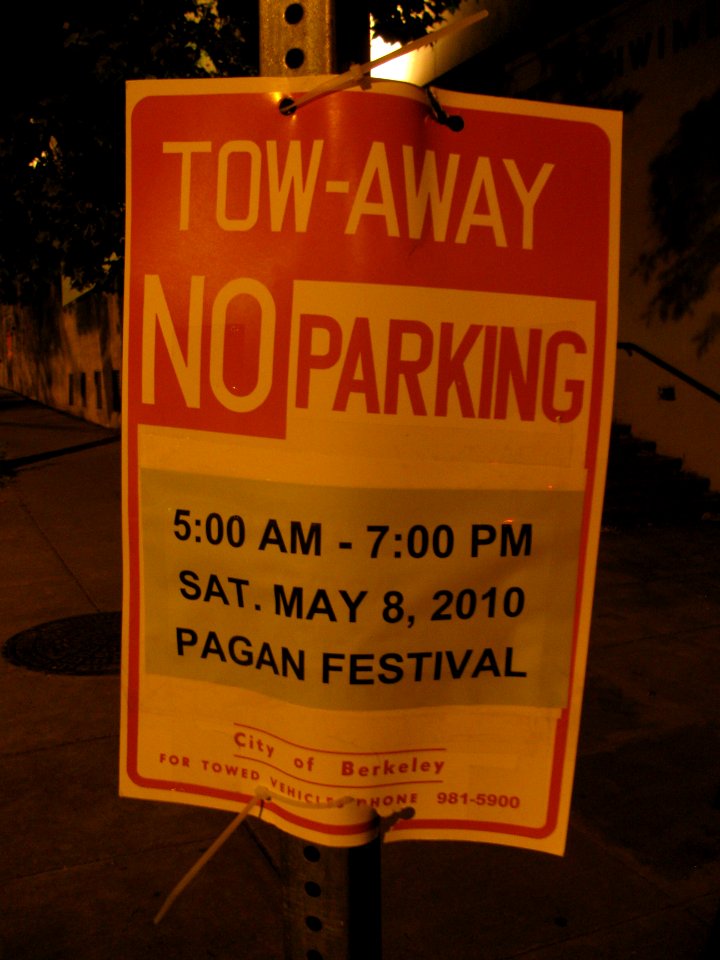 TOW-AWAY
NO PARKING
5:00 AM - 7:00 PM
SAT. MAY 8, 2010
PAGAN FESTIVAL
City of Berkeley
FOR TOWED VEHICLES PHONE 981-5900